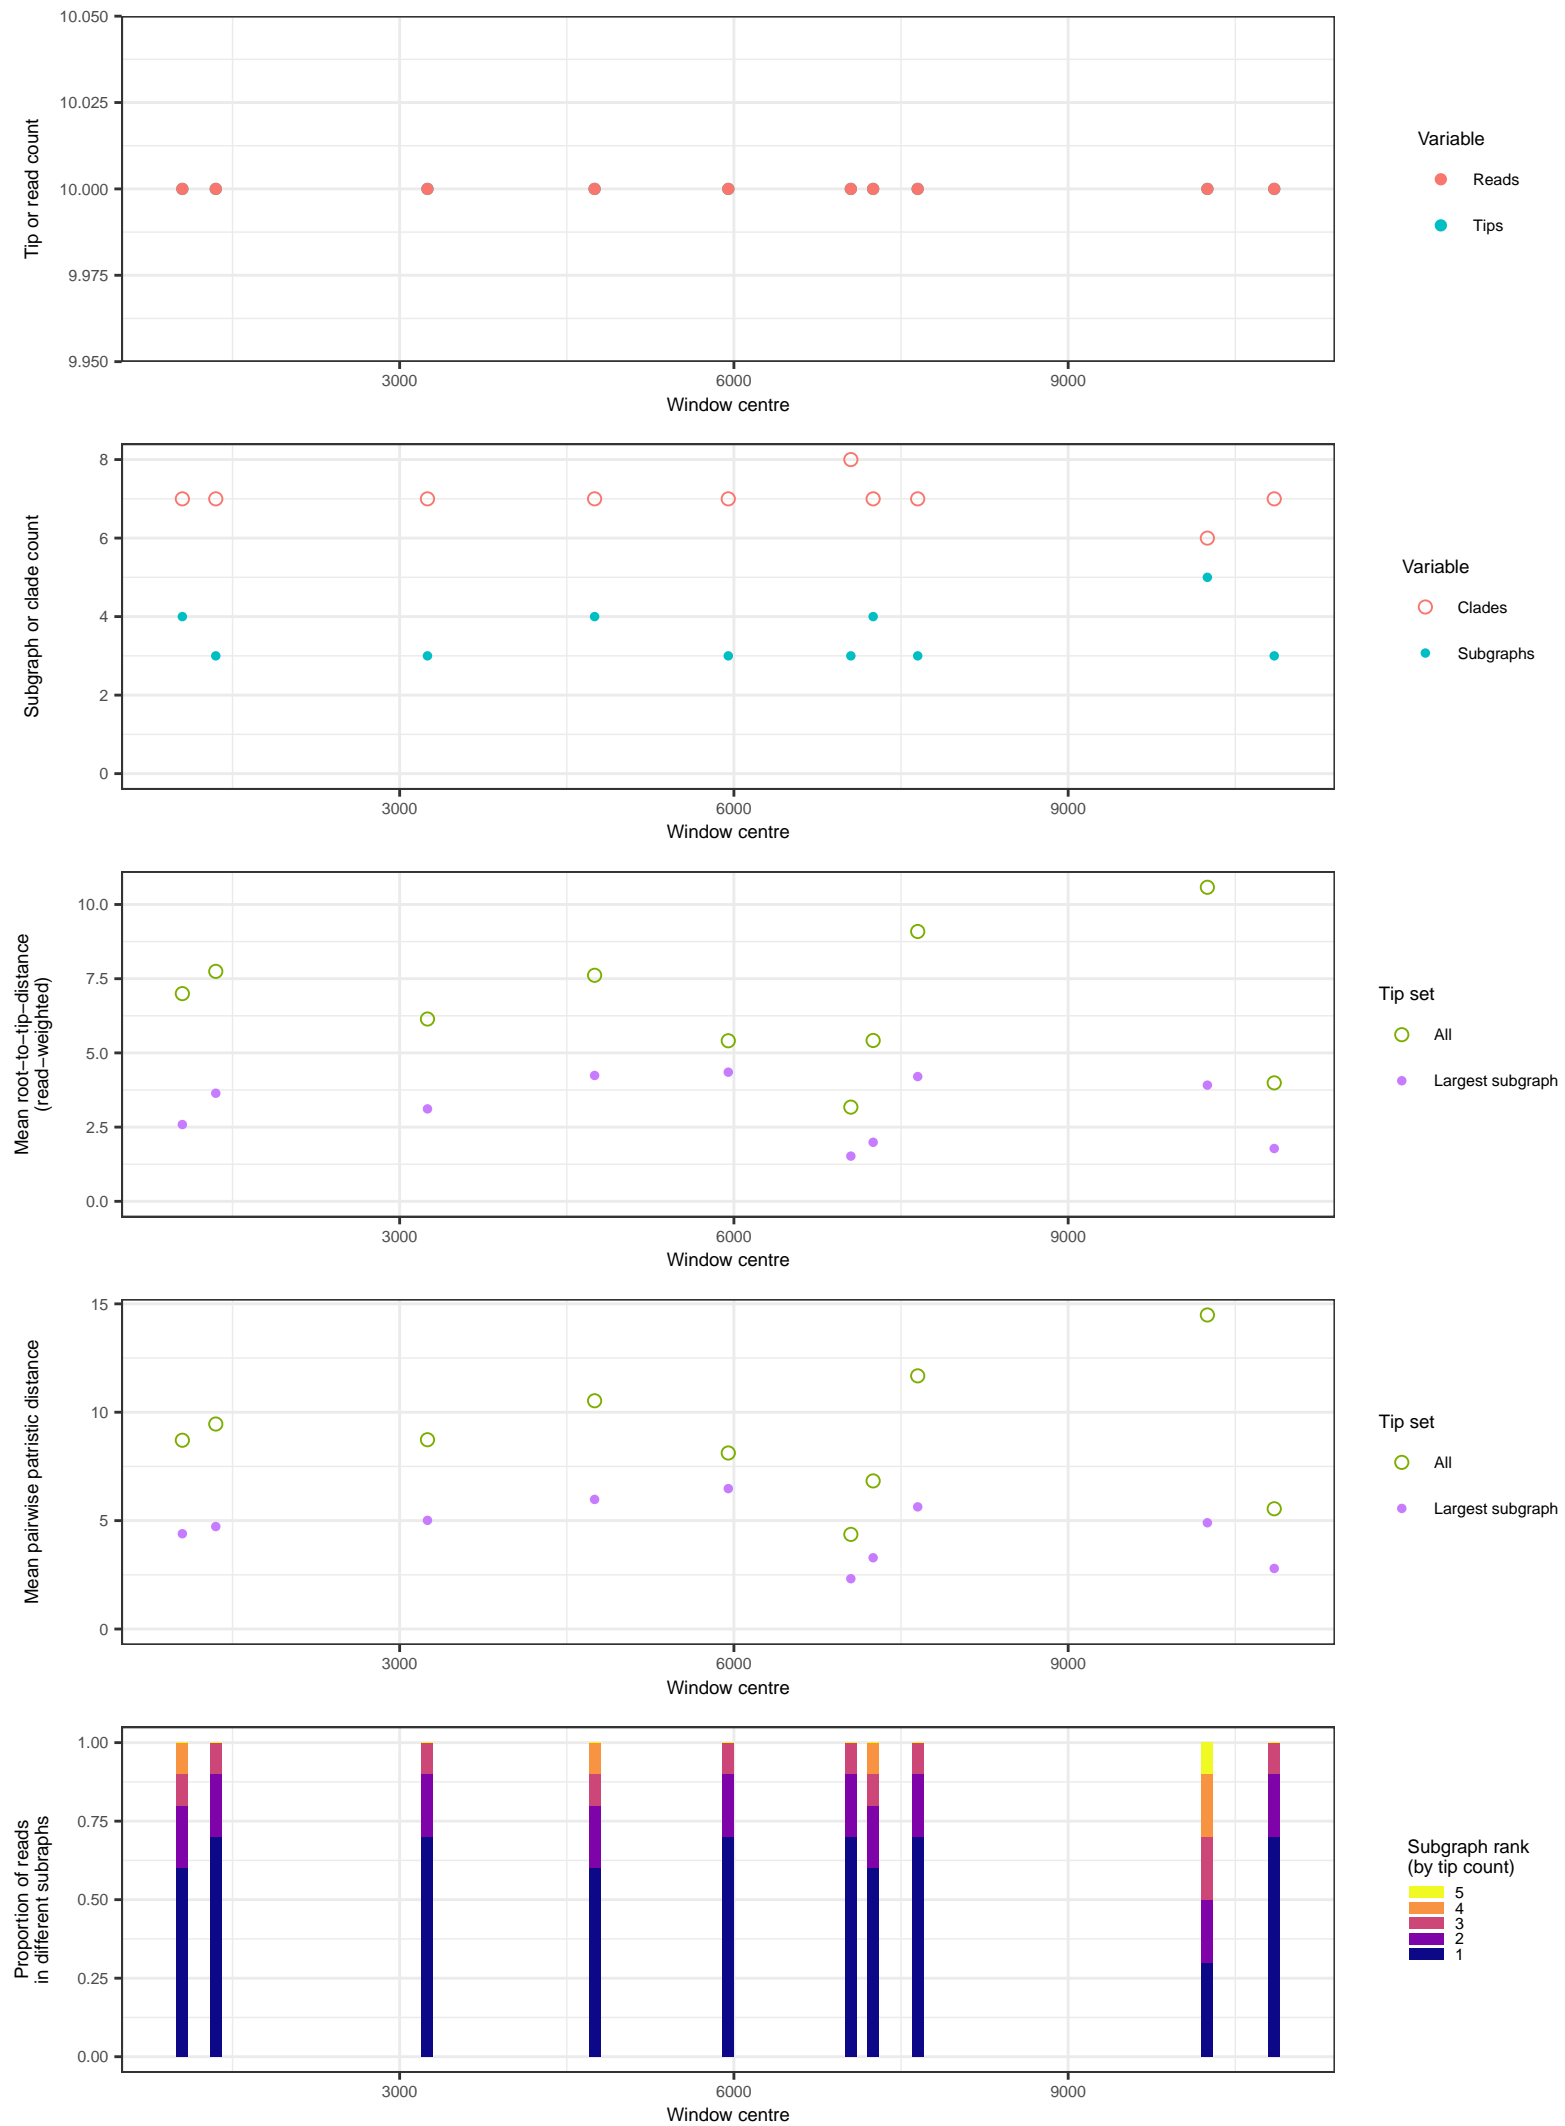 10.050
10.025
10.000
9.975
9.950
Tip or read count
3000
6000
9000
Window centre
Variable
Reads
Tips
8
6
4
2
0
Subgraph or clade count
3000
6000
9000
Window centre
Variable
Clades
Subgraphs
10.0
7.5
5.0
2.5
0.0
Mean root−to−tip−distance
(read−weighted)
3000
6000
9000
Window centre
Tip set
All
Largest subgraph
15
10
5
0
Mean pairwise patristic distance
3000
6000
9000
Window centre
Tip set
All
Largest subgraph
1.00
0.75
0.50
0.25
0.00
Proportion of reads
in different subraphs
3000
6000
9000
Window centre
Subgraph rank
(by tip count)
5
4
3
2
1